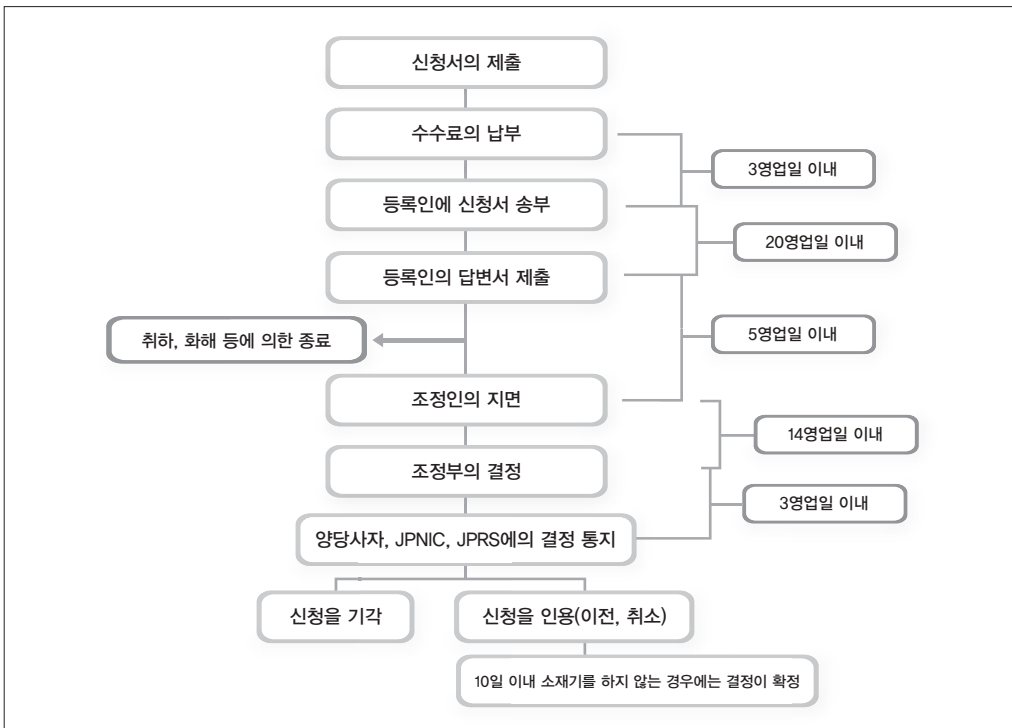 신청서의 제출
수수료의 납부
3영업일 이내
등록인에 신청서 송부
20영업일 이내
등록인의 답변서 제출
취하, 화해 등에 의한 종료
5영업일 이내
조정인의 지면
14영업일 이내
조정부의 결정
3영업일 이내
양당사자, JPNIC, JPRS에의 결정 통지
신청을 기각
신청을 인용(이전, 취소)
10일 이내 소재기를 하지 않는 경우에는 결정이 확정